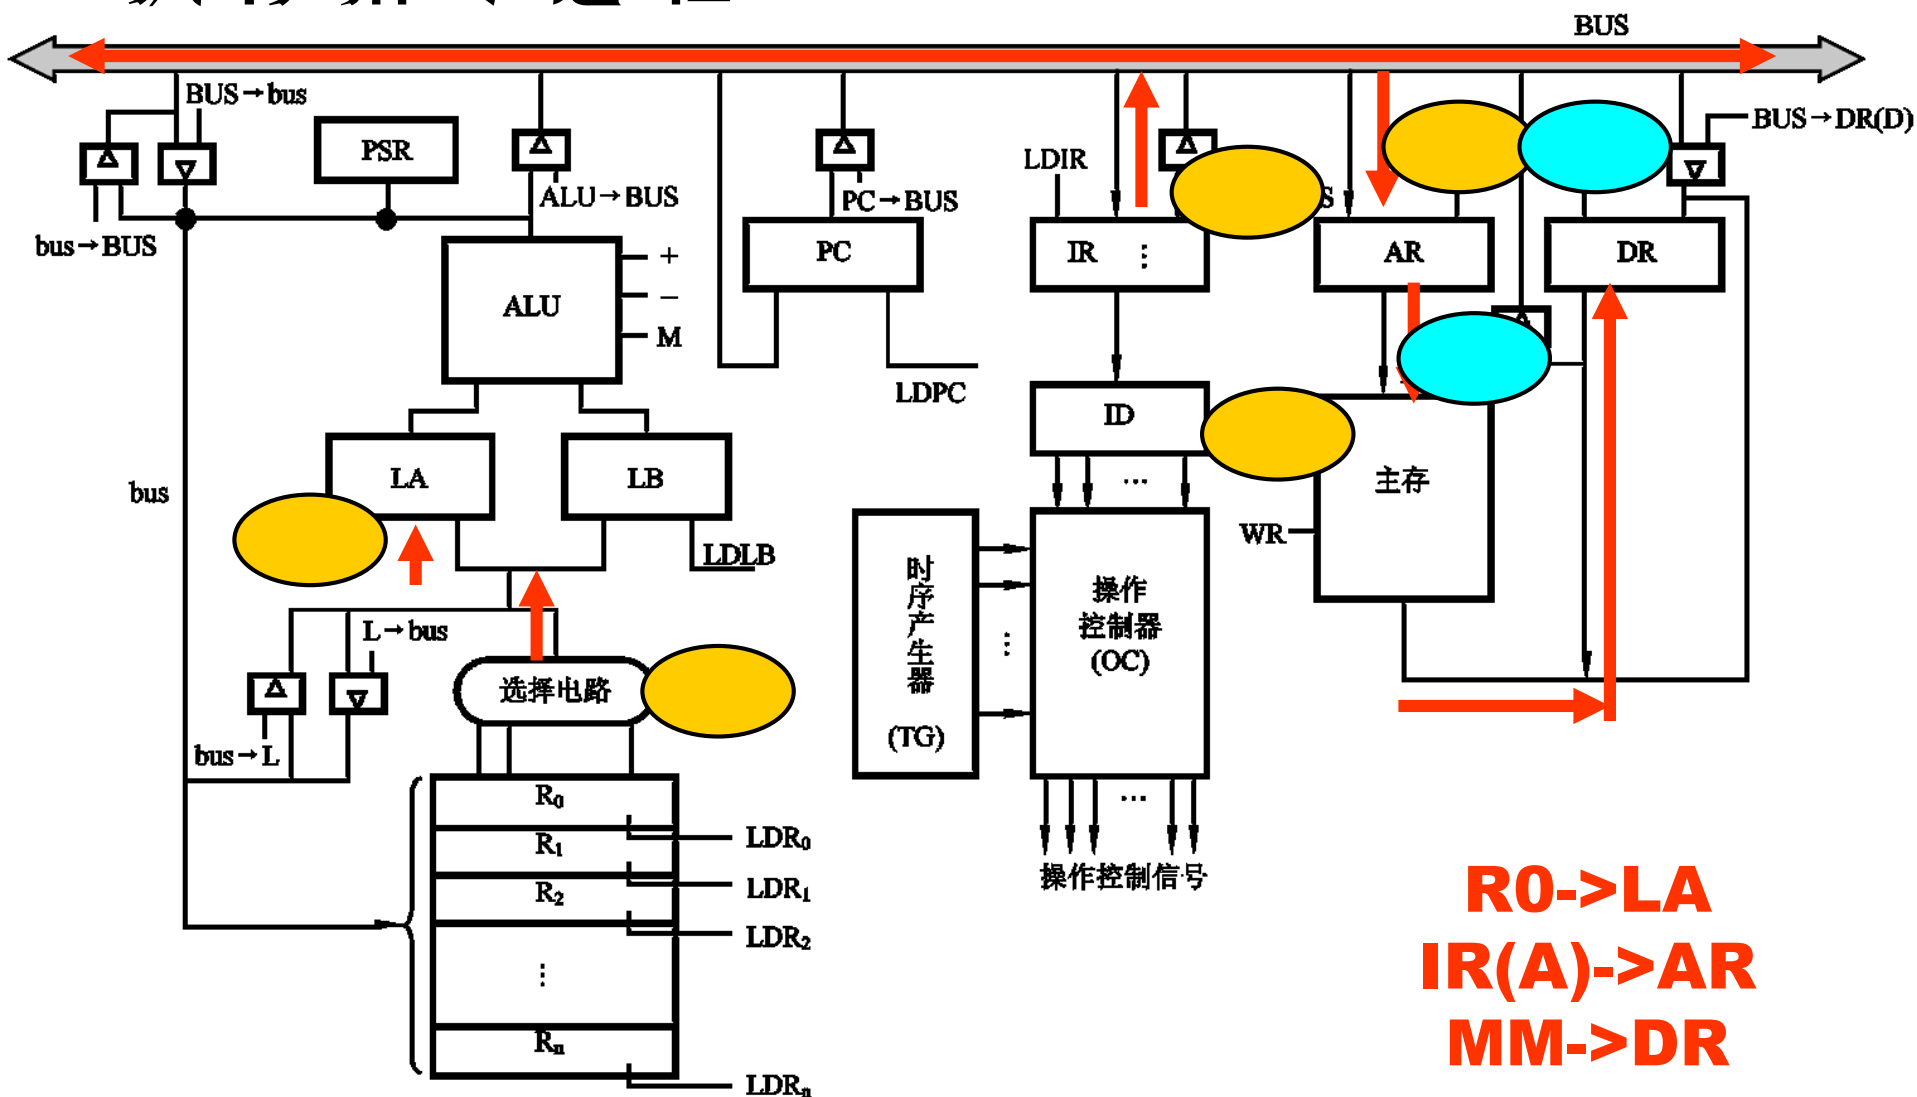 BUS
BUS→bus
PSR
BUS→DR(D)
LDIR
ALU→BUS
PC→BUS
S
bus→BUS
PC
IR ⋮
AR
DR
+
−
M
ALU
LDPC
ID
LA
LB
bus
…
主存
WR
LDLB
时序产生器
(TG)
⋮
操作
控制器
(OC)
L→bus
选择电路
bus→L
R₀
LDR₀
R₁
LDR₁
R₂
LDR₂
⋮
Rₙ
LDRₙ
…
操作控制信号
R0->LA
IR(A)->AR
MM->DR